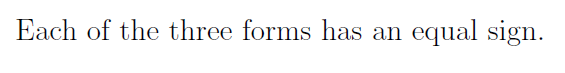 Each of the three forms has an equal sign.